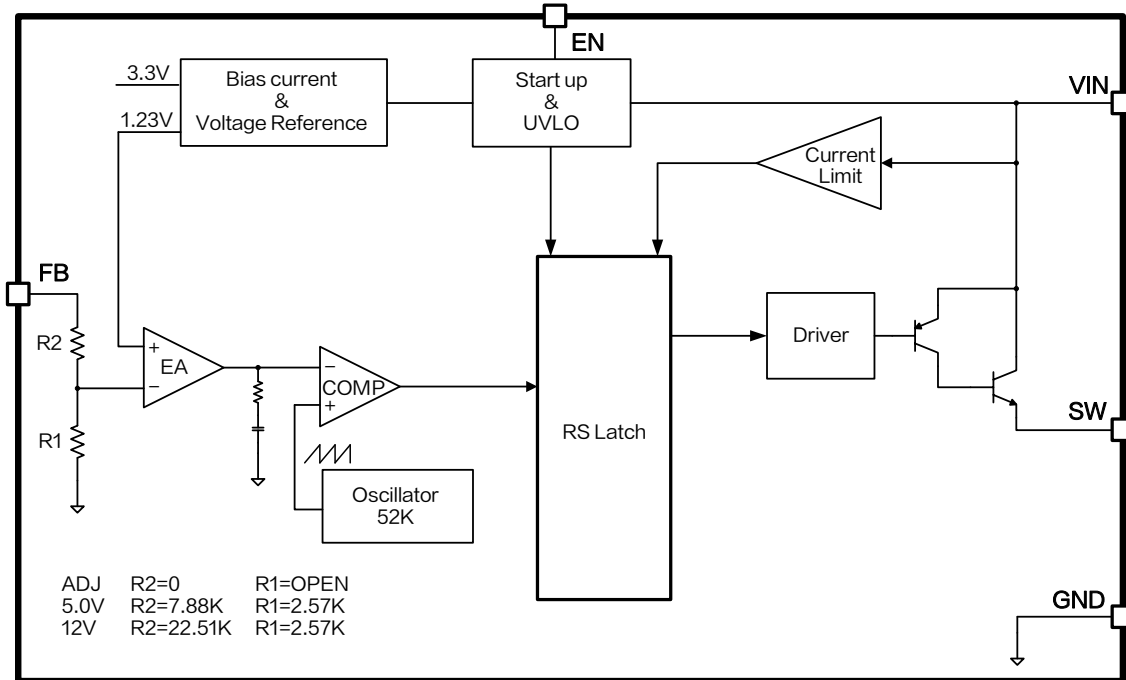 EN
3.3V
Bias current
&
Voltage Reference
Start up
&
UVLO
VIN
1.23V
Current
Limit
FB
R2
+
EA
−
−
COMP
+
Driver
R1
RS Latch
SW
Oscillator
52K
ADJ R2=0 R1=OPEN
5.0V R2=7.88K R1=2.57K
12V R2=22.51K R1=2.57K
GND